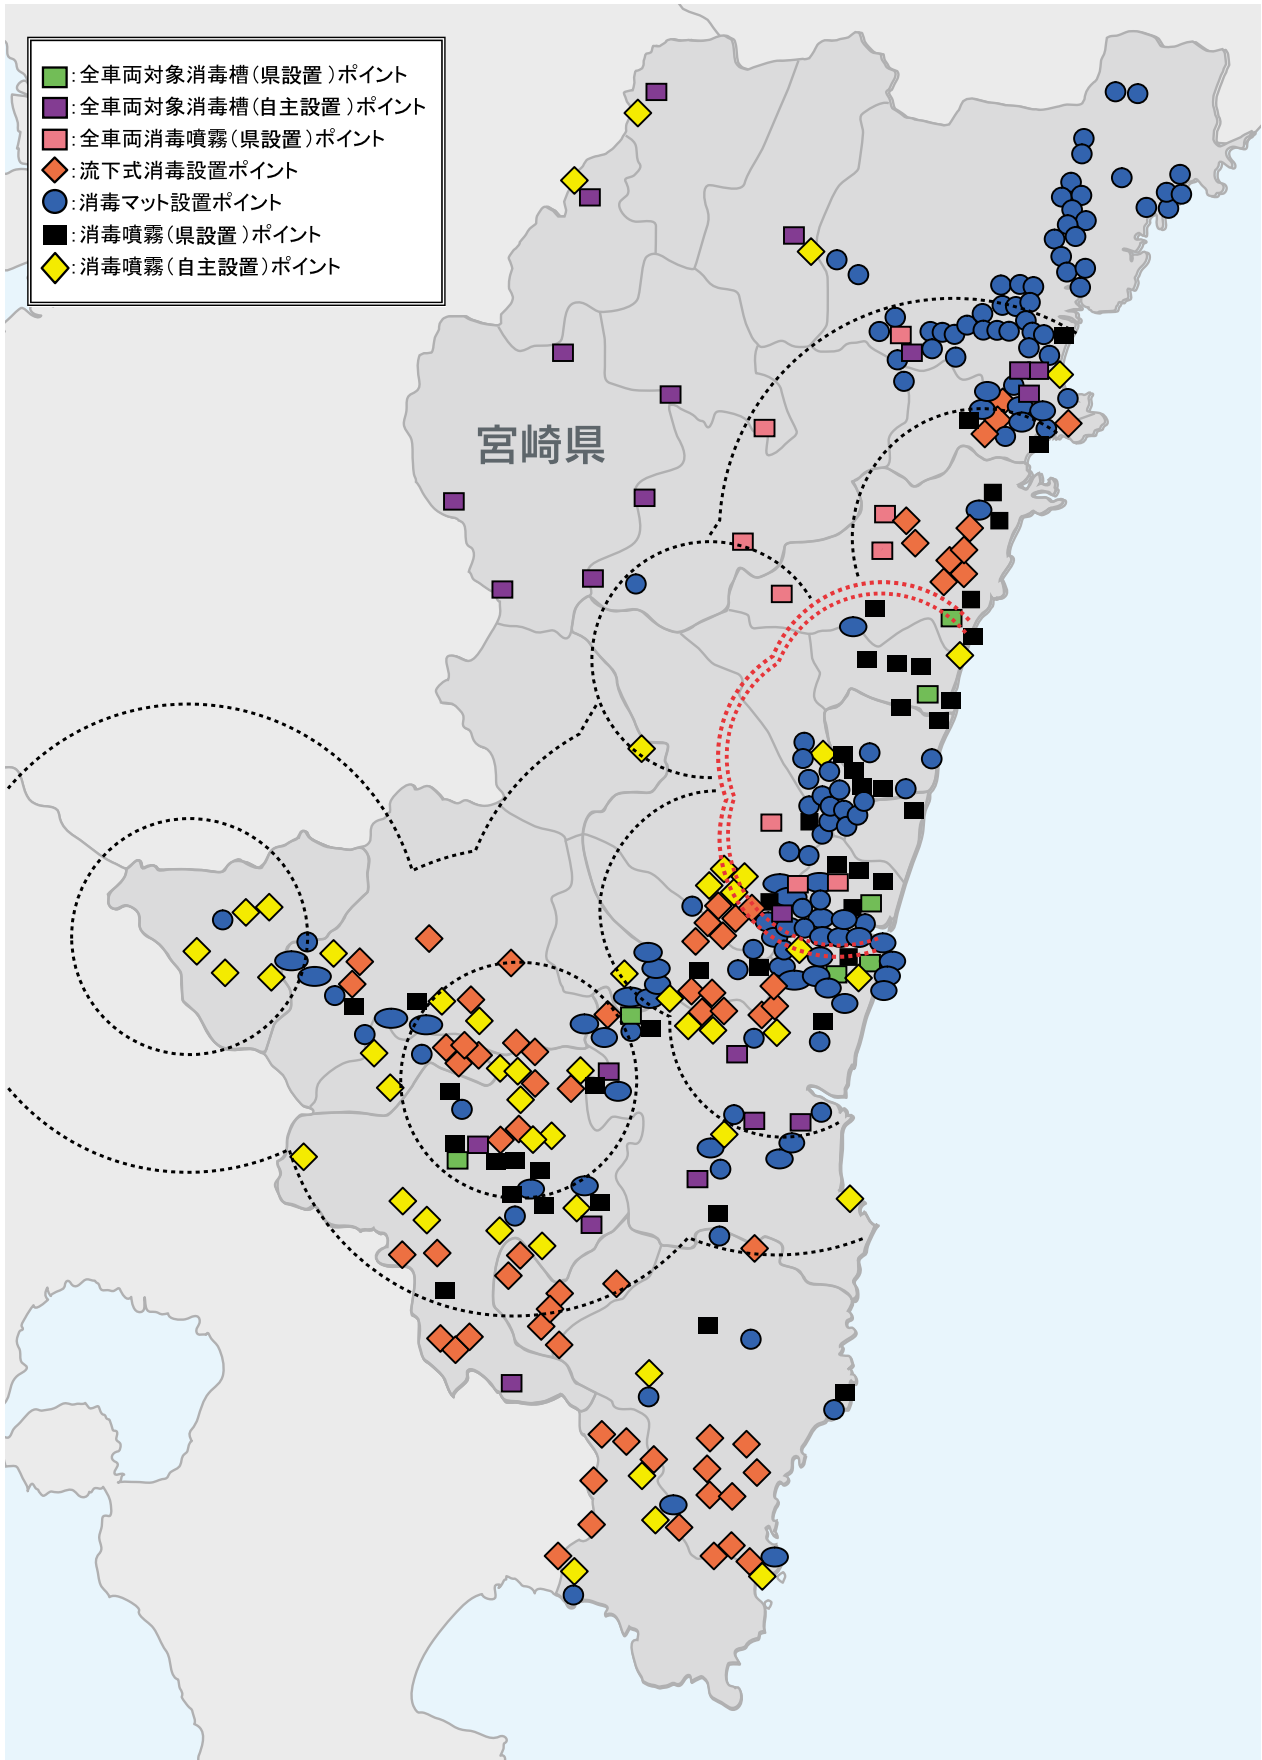 ：全車両対象消毒槽（県設置）ポイント
：全車両対象消毒槽（自主設置）ポイント
：全車両消毒噴霧（県設置）ポイント
：流下式消毒設置ポイント
：消毒マット設置ポイント
：消毒噴霧（県設置）ポイント
：消毒噴霧（自主設置）ポイント
宮崎県